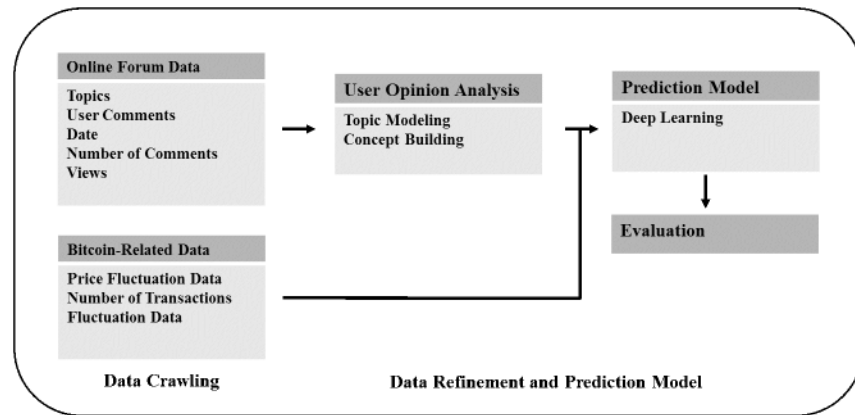 Online Forum Data
Topics
User Comments
Date
Number of Comments
Views
User Opinion Analysis
Topic Modeling
Concept Building
Prediction Model
Deep Learning
Evaluation
Bitcoin-Related Data
Price Fluctuation Data
Number of Transactions
Fluctuation Data
Data Crawling
Data Refinement and Prediction Model